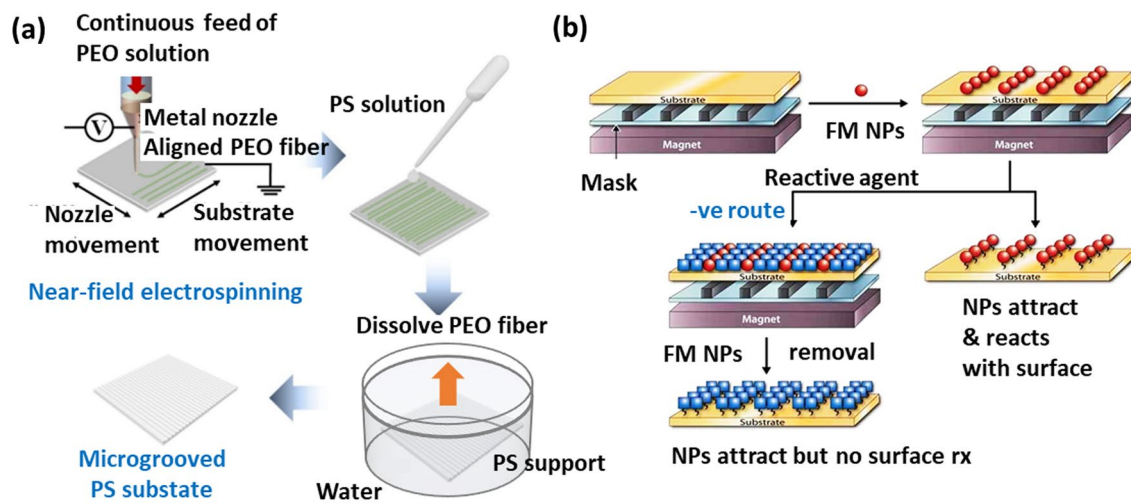 (a)
Continuous feed of
PEO solution
V
Metal nozzle
Aligned PEO fiber
Nozzle
movement
Substrate
movement
Near-field electrospinning
PS solution
Dissolve PEO fiber
PS support
Water
Microgrooved
PS substate
(b)
Substrate
Magnet
Mask
FM NPs
Substrate
Magnet
Reactive agent
-ve route
Substrate
Magnet
FM NPs
removal
Substrate
NPs attract but no surface rx
Substrate
NPs attract
& reacts
with surface